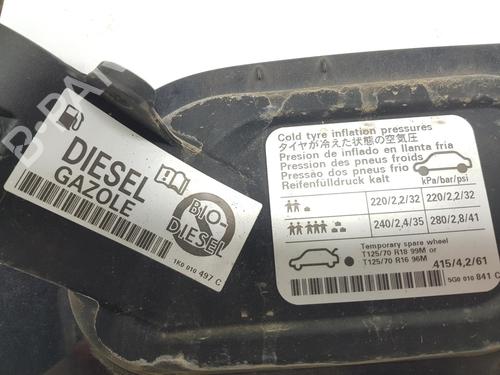 DIESEL
GAZOLE
BIO-
DIESEL
1K0 010 497 C
Cold tyre inflation pressures
タイヤが冷えた状態の空気圧
Presion de inflado en llanta fria
Pression des pneus froids
Pressão dos pneus frio
Reifenfülldruck kalt
kPa/bar/psi
220/2,2/32 220/2,2/32
240/2,4/35 280/2,8/41
Temporary spare wheel
T125/70 R18 99M or
T125/70 R16 96M
415/4,2/61
5G0 010 841 C